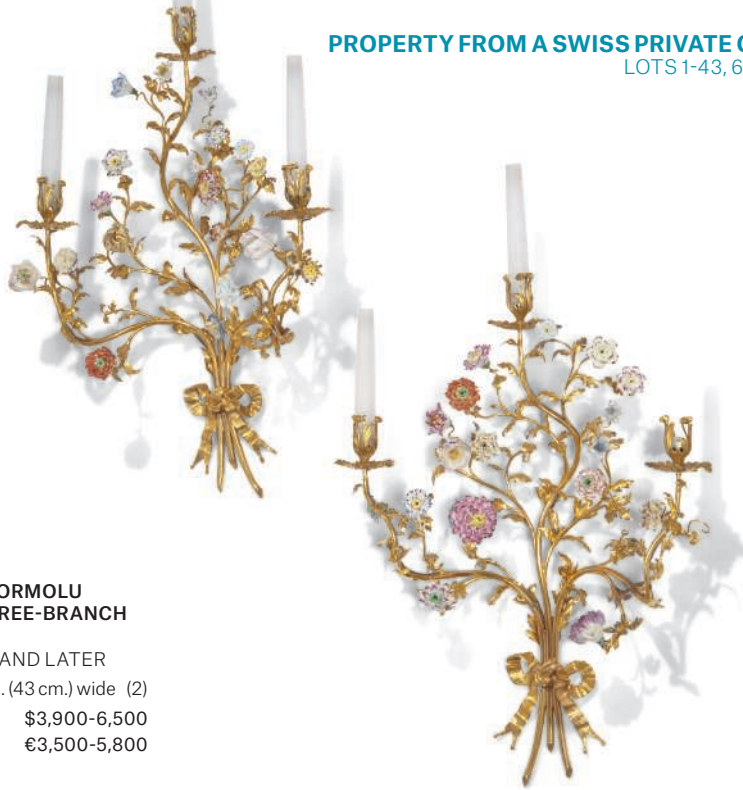 PROPERTY FROM A SWISS PRIVATE
LOTS 1-43, 6
ORMOLU
REE-BRANCH
AND LATER
. (43 cm.) wide (2)
$3,900-6,500
€3,500-5,800